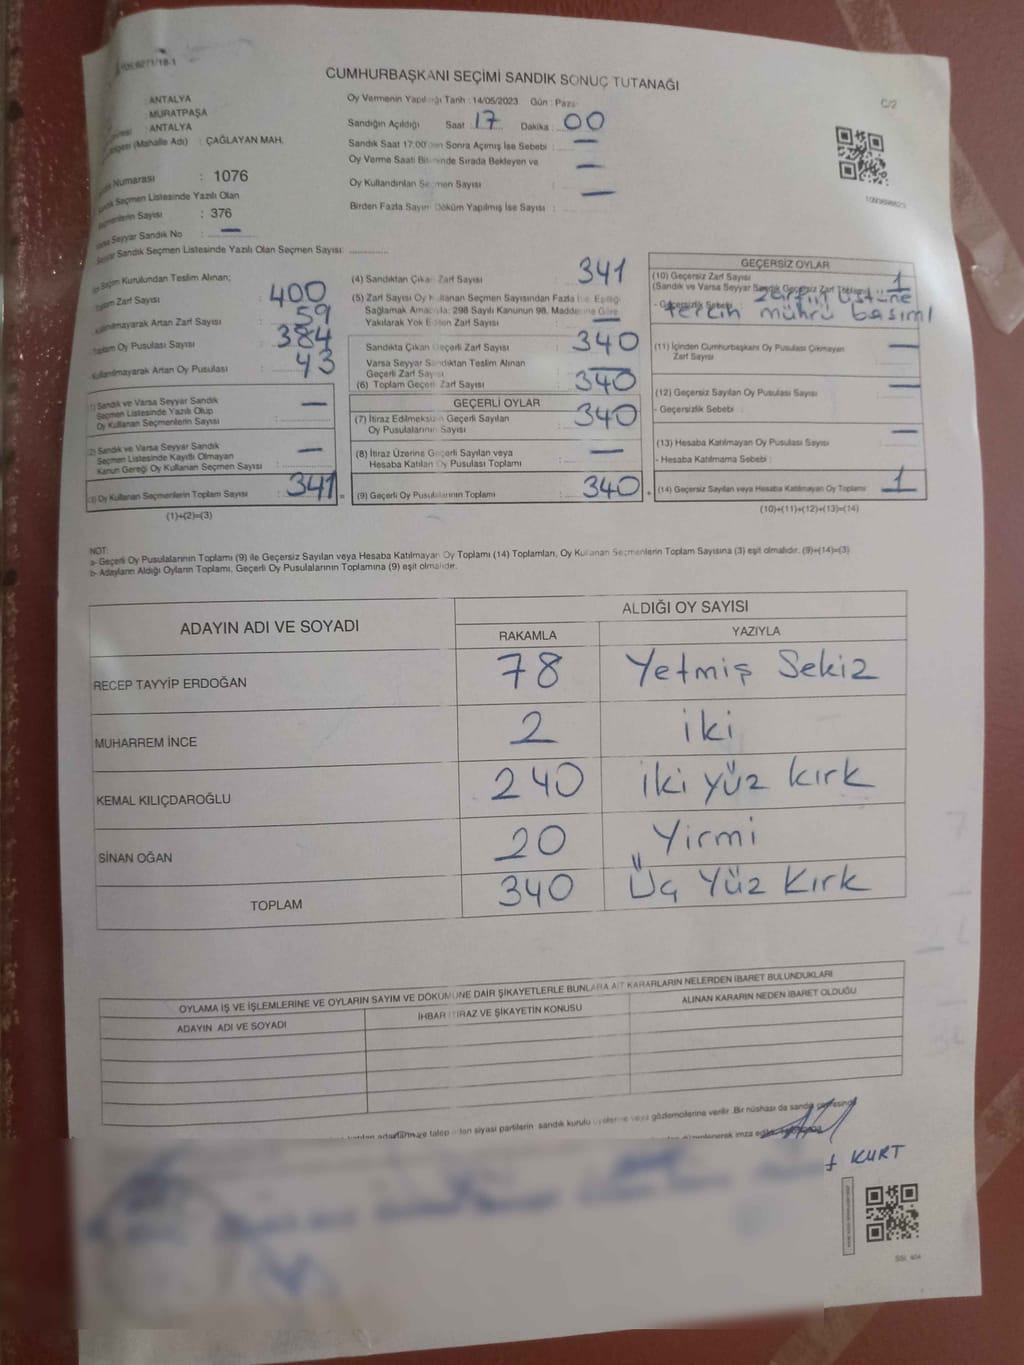 CUMHURBAŞKANI SEÇİMİ SANDIK SONUÇ TUTANAĞI
C/2
: ANTALYA
: MURATPAŞA
: ANTALYA
(Mahalle Adı) : ÇAĞLAYAN MAH.
Numarası : 1076
Seçmen Listesinde Yazılı Olan
Seçmenlerin Sayısı : 376
Varsa Seyyar Sandık No : —
Seyyar Sandık Seçmen Listesinde Yazılı Olan Seçmen Sayısı: ............
Oy Vermenin Yapıldığı Tarih : 14/05/2023 Gün : Pazar
Sandığın Açıldığı Saat : 17 Dakika : 00
Sandık Saat 17.00'den Sonra Açımış İse Sebebi : —
Oy Verme Saati Bitiminde Sırada Bekleyen ve
Oy Kullandırılan Seçmen Sayısı —
Birden Fazla Sayım Döküm Yapılmış İse Sayısı :
Seçim Kurulundan Teslim Alınan;
Toplam Zarf Sayısı : 400
Kullanılmayarak Artan Zarf Sayısı : 59
Toplam Oy Pusulası Sayısı : 384
Kullanılmayarak Artan Oy Pusulası : 43
(1) Sandık ve Varsa Seyyar Sandık
Seçmen Listesinde Yazılı Olup
Oy Kullanan Seçmenlerin Sayısı : —
(2) Sandık ve Varsa Seyyar Sandık
Seçmen Listesinde Kayıtlı Olmayan
Kanun Gereği Oy Kullanan Seçmen Sayısı : —
(3) Oy Kullanan Seçmenlerin Toplam Sayısı : 341 =
(1)+(2)=(3)
(4) Sandıktan Çıkan Zarf Sayısı 341
(5) Zarf Sayısı Oy Kullanan Seçmen Sayısından Fazla İse, Eşitliği
Sağlamak Amacıyla; 298 Sayılı Kanunun 98. Maddesine Göre
Yakılarak Yok Edilen Zarf Sayısı —
Sandıkta Çıkan Geçerli Zarf Sayısı : 340
Varsa Seyyar Sandıktan Teslim Alınan
Geçerli Zarf Sayısı : —
(6) Toplam Geçerli Zarf Sayısı : 340
GEÇERLİ OYLAR
(7) İtiraz Edilmeksizin Geçerli Sayılan
Oy Pusulalarının Sayısı 340
(8) İtiraz Üzerine Geçerli Sayılan veya
Hesaba Katılan Oy Pusulası Toplamı : —
(9) Geçerli Oy Pusulalarının Toplamı : 340 +
GEÇERSİZ OYLAR
(10) Geçersiz Zarf Sayısı 1
(Sandık ve Varsa Seyyar Sandık Geçersiz Zarf Toplamı)
- Geçersizlik Sebebi : zarfın üstüne
tercih mührü basımı
(11) İçinden Cumhurbaşkanı Oy Pusulası Çıkmayan
Zarf Sayısı —
(12) Geçersiz Sayılan Oy Pusulası Sayısı —
- Geçersizlik Sebebi :
(13) Hesaba Katılmayan Oy Pusulası Sayısı —
- Hesaba Katılmama Sebebi :
(14) Geçersiz Sayılan veya Hesaba Katılmayan Oy Toplamı 1
(10)+(11)+(12)+(13)=(14)
NOT:
a- Geçerli Oy Pusulalarının Toplamı (9) ile Geçersiz Sayılan veya Hesaba Katılmayan Oy Toplamı (14) Toplamları, Oy Kullanan Seçmenlerin Toplam Sayısına (3) eşit olmalıdır. (9)+(14)=(3)
b- Adayların Aldığı Oyların Toplamı, Geçerli Oy Pusulalarının Toplamına (9) eşit olmalıdır.
ADAYIN ADI VE SOYADI
ALDIĞI OY SAYISI
RAKAMLA YAZIYLA
RECEP TAYYİP ERDOĞAN 78 Yetmiş Sekiz
MUHARREM İNCE 2 iki
KEMAL KILIÇDAROĞLU 240 iki yüz kırk
SİNAN OĞAN 20 Yirmi
TOPLAM 340 Üç Yüz Kırk
OYLAMA İŞ VE İŞLEMLERİNE VE OYLARIN SAYIM VE DÖKÜMÜNE DAİR ŞİKAYETLERLE BUNLARA AİT KARARLARIN NELERDEN İBARET BULUNDUKLARI
ADAYIN ADI VE SOYADI İHBAR İTİRAZ VE ŞİKAYETİN KONUSU ALINAN KARARIN NEDEN İBARET OLDUĞU
talep eden siyasi partilerin sandık kurulu üyelerine veya gözlemcilerine verilir. Bir nüshası da sandık çevresinde
düzenlenerek imza
KURT